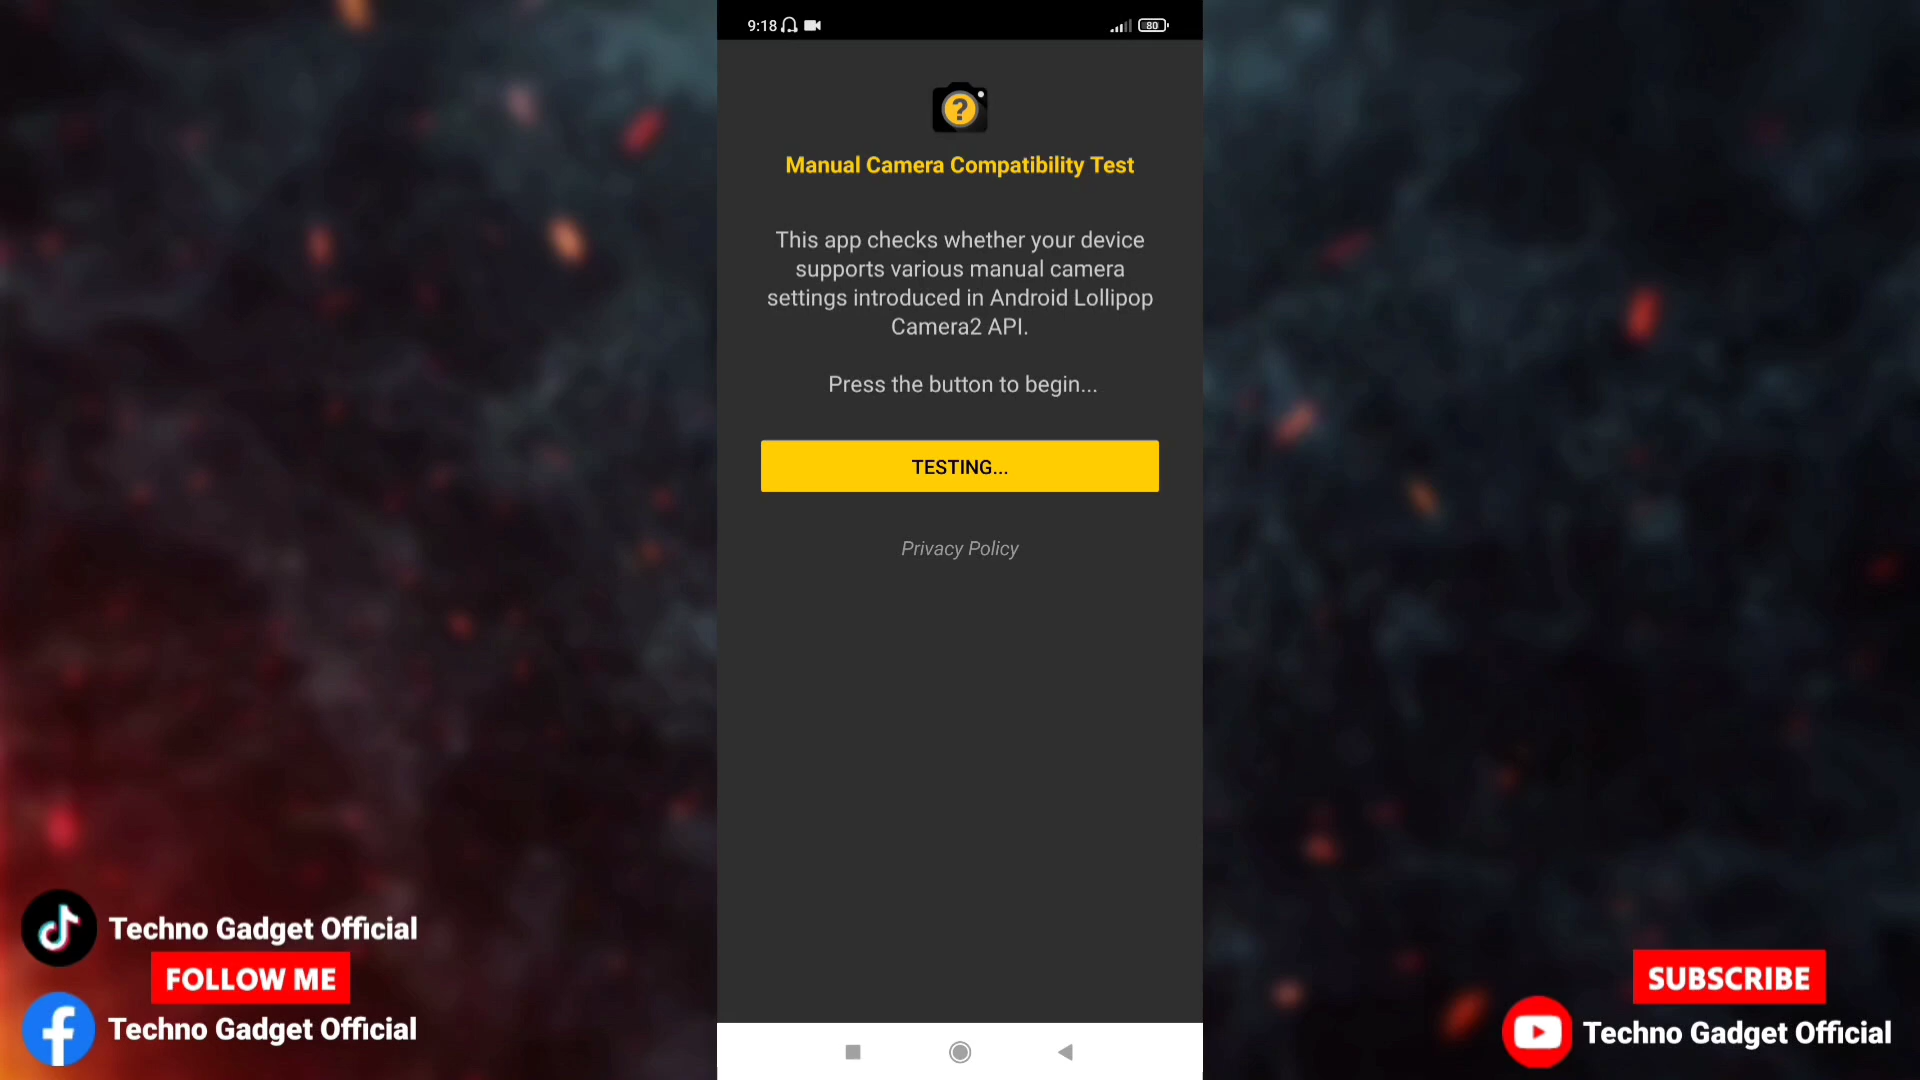 9:18
80
?
Manual Camera Compatibility Test
This app checks whether your device
supports various manual camera
settings introduced in Android Lollipop
Camera2 API.
Press the button to begin...
TESTING...
Privacy Policy
Techno Gadget Official
FOLLOW ME
Techno Gadget Official
SUBSCRIBE
Techno Gadget Official